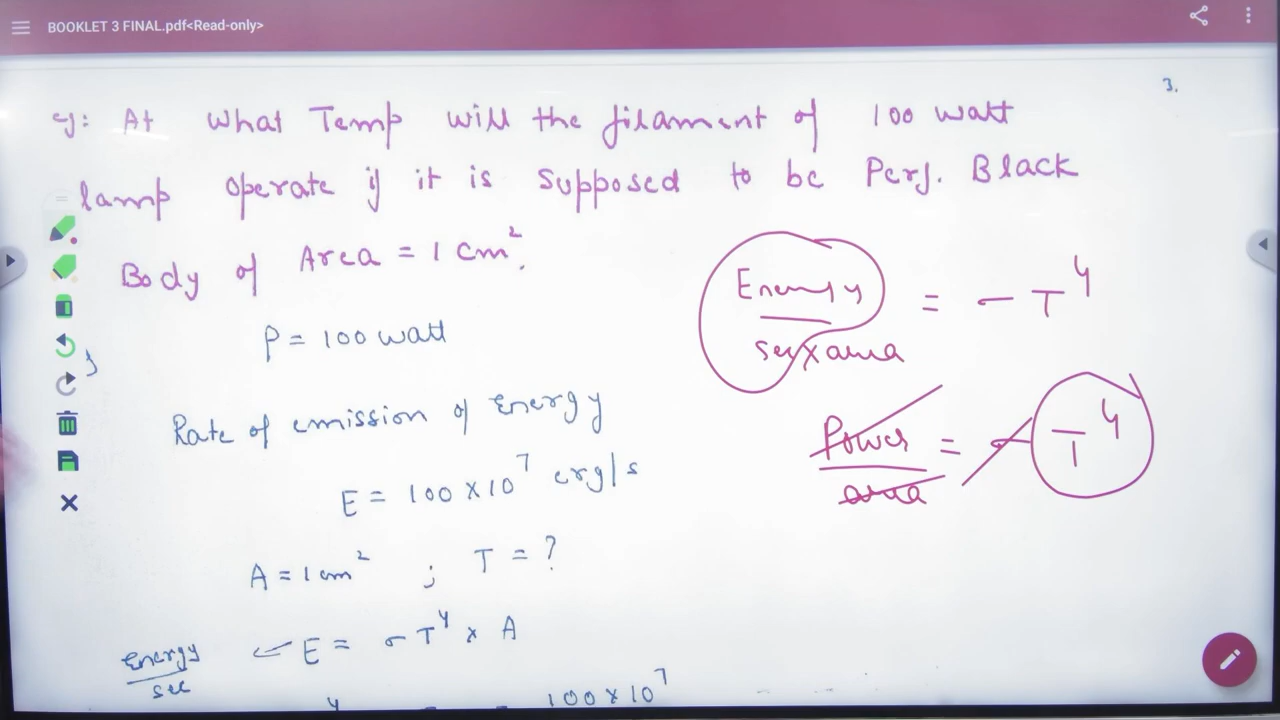 BOOKLET 3 FINAL.pdf<Read-only>
3.
eg: At what Temp will the filament of 100 watt
lamp operate if it is supposed to be Perf. Black
Body of Area = 1 cm².
P = 100 watt
Rate of emission of Energy
E = 100 × 10⁷ erg/s
A = 1 cm² ; T = ?
Energy/sec ← E = σT⁴ × A
100 × 10⁷
Energy/sec × area = σ T⁴
Power/area = σ T⁴